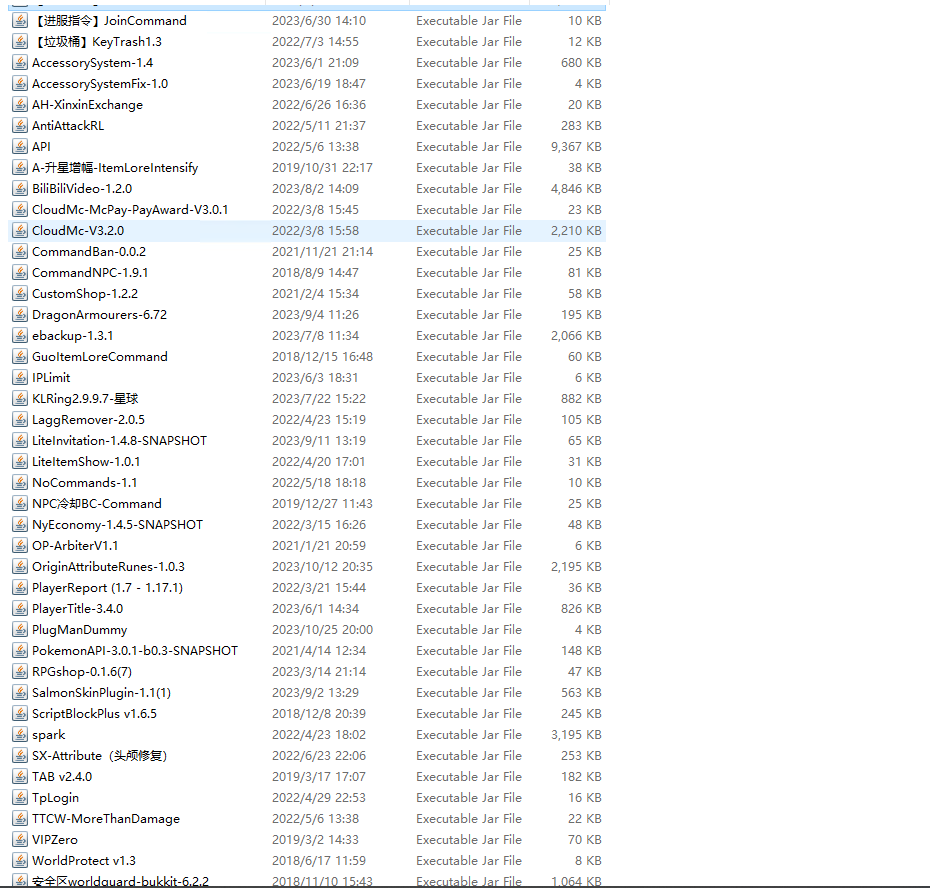 【进服指令】JoinCommand 2023/6/30 14:10 Executable Jar File 10 KB
【垃圾桶】KeyTrash1.3 2022/7/3 14:55 Executable Jar File 12 KB
AccessorySystem-1.4 2023/6/1 21:09 Executable Jar File 680 KB
AccessorySystemFix-1.0 2023/6/19 18:47 Executable Jar File 4 KB
AH-XinxinExchange 2022/6/26 16:36 Executable Jar File 20 KB
AntiAttackRL 2022/5/11 21:37 Executable Jar File 283 KB
API 2022/5/6 13:38 Executable Jar File 9,367 KB
A-升星增幅-ItemLoreIntensify 2019/10/31 22:17 Executable Jar File 38 KB
BiliBiliVideo-1.2.0 2023/8/2 14:09 Executable Jar File 4,846 KB
CloudMc-McPay-PayAward-V3.0.1 2022/3/8 15:45 Executable Jar File 23 KB
CloudMc-V3.2.0 2022/3/8 15:58 Executable Jar File 2,210 KB
CommandBan-0.0.2 2021/11/21 21:14 Executable Jar File 25 KB
CommandNPC-1.9.1 2018/8/9 14:47 Executable Jar File 81 KB
CustomShop-1.2.2 2021/2/4 15:34 Executable Jar File 58 KB
DragonArmourers-6.72 2023/9/4 11:26 Executable Jar File 195 KB
ebackup-1.3.1 2023/7/8 11:34 Executable Jar File 2,066 KB
GuoItemLoreCommand 2018/12/15 16:48 Executable Jar File 60 KB
IPLimit 2023/6/3 18:31 Executable Jar File 6 KB
KLRing2.9.9.7-星球 2023/7/22 15:22 Executable Jar File 882 KB
LaggRemover-2.0.5 2022/4/23 15:19 Executable Jar File 105 KB
LiteInvitation-1.4.8-SNAPSHOT 2023/9/11 13:19 Executable Jar File 65 KB
LiteItemShow-1.0.1 2022/4/20 17:01 Executable Jar File 31 KB
NoCommands-1.1 2022/5/18 18:18 Executable Jar File 10 KB
NPC冷却BC-Command 2019/12/27 11:43 Executable Jar File 25 KB
NyEconomy-1.4.5-SNAPSHOT 2022/3/15 16:26 Executable Jar File 48 KB
OP-ArbiterV1.1 2021/1/21 20:59 Executable Jar File 6 KB
OriginAttributeRunes-1.0.3 2023/10/12 20:35 Executable Jar File 2,195 KB
PlayerReport (1.7 - 1.17.1) 2022/3/21 15:44 Executable Jar File 36 KB
PlayerTitle-3.4.0 2023/6/1 14:34 Executable Jar File 826 KB
PlugManDummy 2023/10/25 20:00 Executable Jar File 4 KB
PokemonAPI-3.0.1-b0.3-SNAPSHOT 2021/4/14 12:34 Executable Jar File 148 KB
RPGshop-0.1.6(7) 2023/3/14 21:14 Executable Jar File 47 KB
SalmonSkinPlugin-1.1(1) 2023/9/2 13:29 Executable Jar File 563 KB
ScriptBlockPlus v1.6.5 2018/12/8 20:39 Executable Jar File 245 KB
spark 2022/4/23 18:02 Executable Jar File 3,195 KB
SX-Attribute（头颅修复） 2022/6/23 22:06 Executable Jar File 253 KB
TAB v2.4.0 2019/3/17 17:07 Executable Jar File 182 KB
TpLogin 2022/4/29 22:53 Executable Jar File 16 KB
TTCW-MoreThanDamage 2022/5/6 13:38 Executable Jar File 22 KB
VIPZero 2019/3/2 14:33 Executable Jar File 70 KB
WorldProtect v1.3 2018/6/17 11:59 Executable Jar File 8 KB
安全区worldguard-bukkit-6.2.2 2018/11/10 15:43 Executable Jar File 1,064 KB